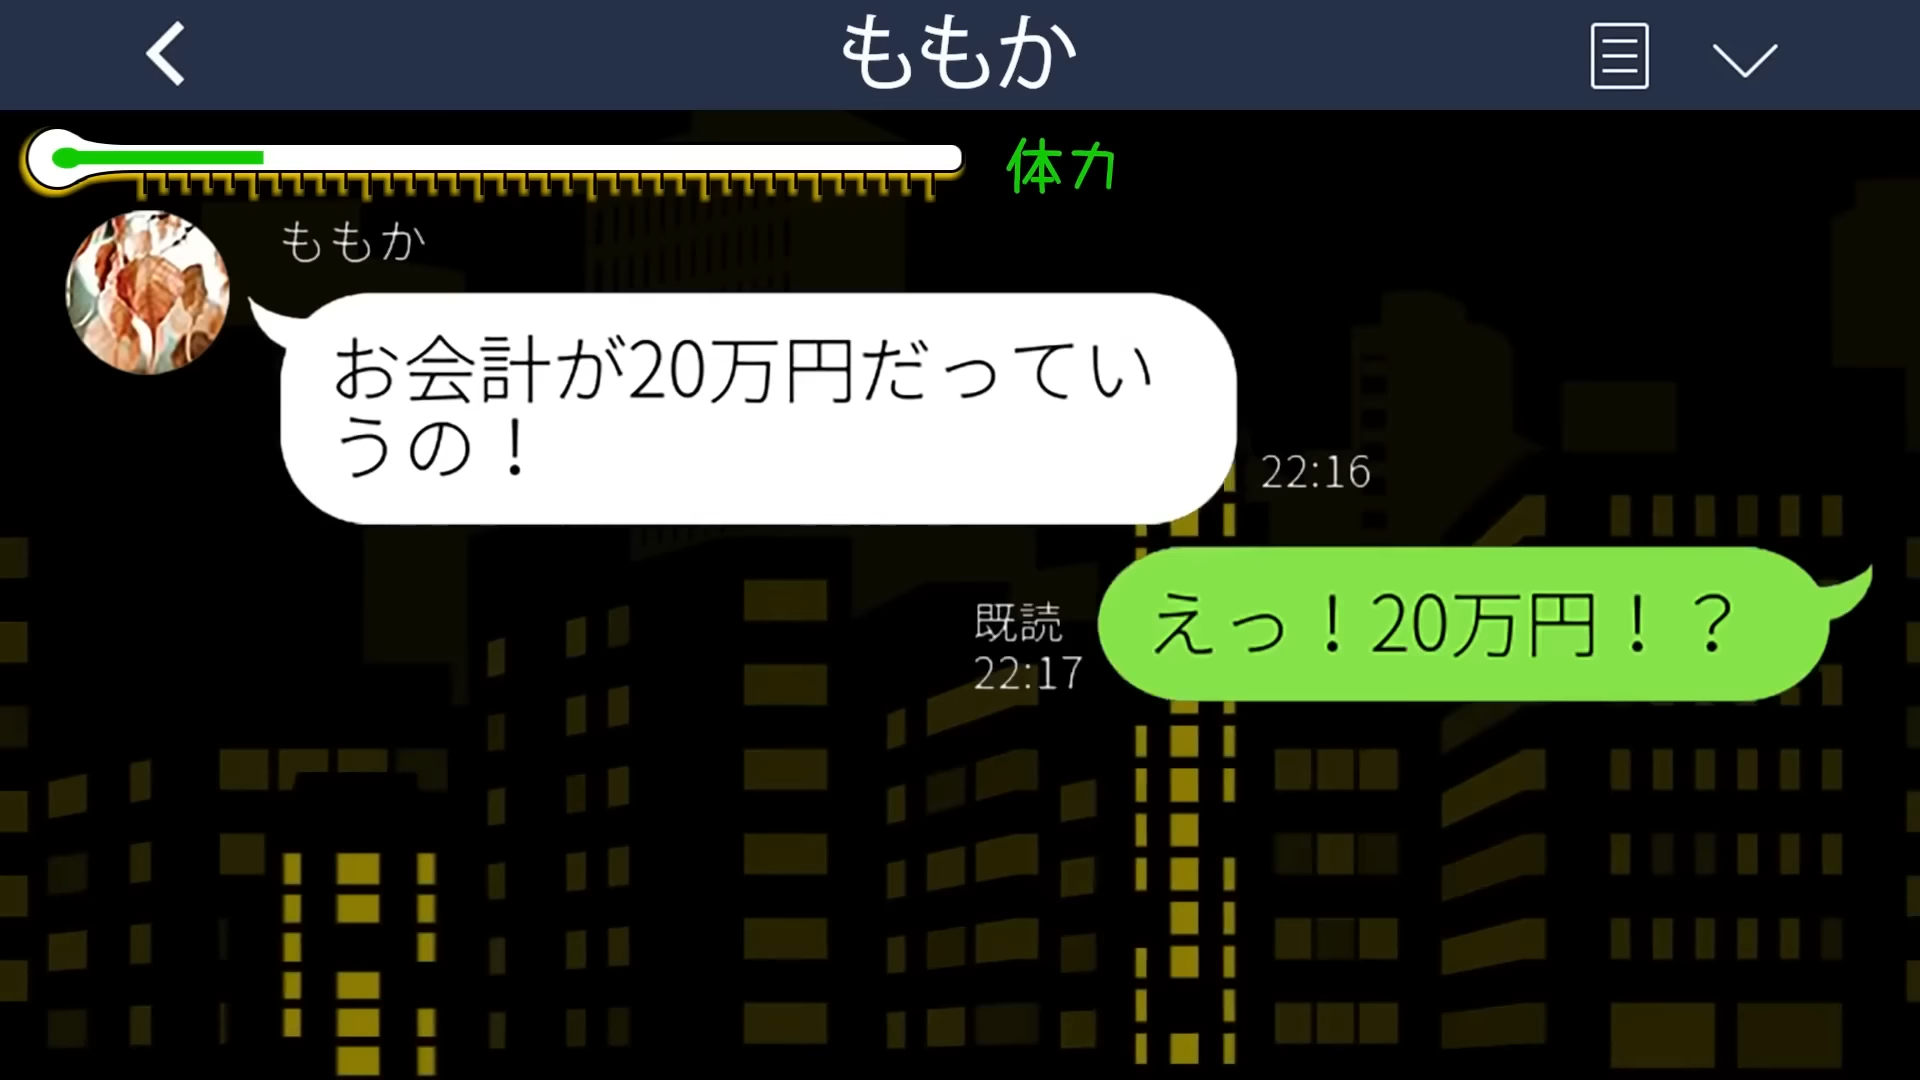 ももか
体力
ももか
お会計が20万円だってい
うの！
22:16
えっ！20万円！？
既読
22:17